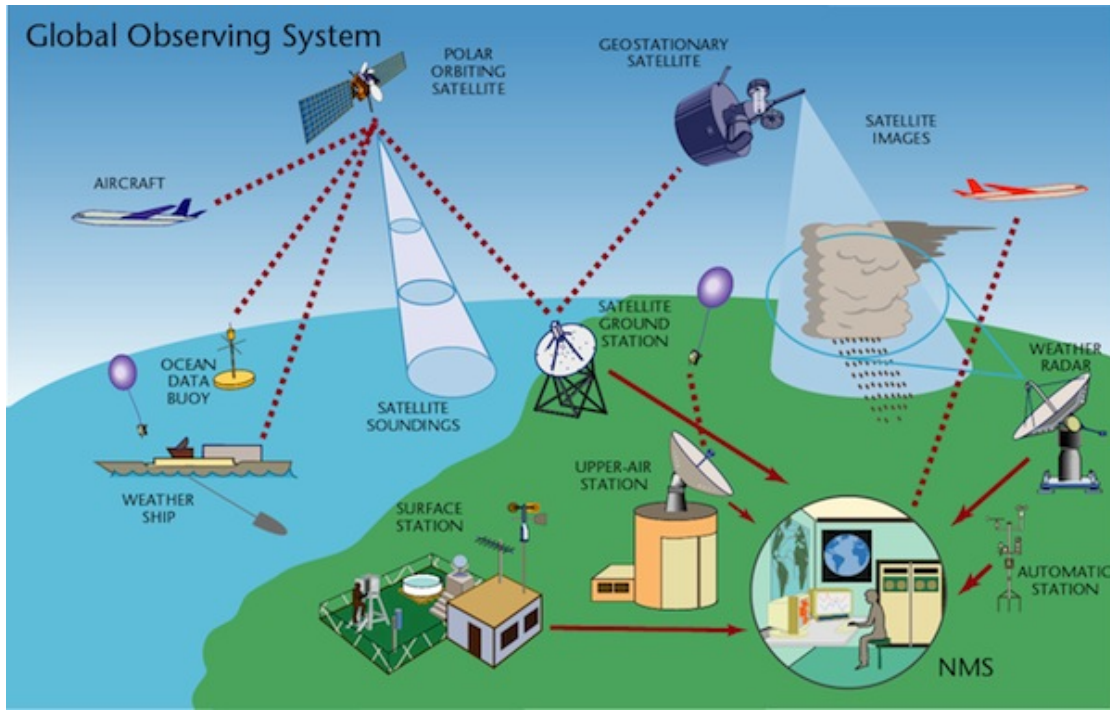 Global Observing System
POLAR
ORBITING
SATELLITE
GEOSTATIONARY
SATELLITE
SATELLITE
IMAGES
AIRCRAFT
SATELLITE
GROUND
STATION
WEATHER
RADAR
OCEAN
DATA
BUOY
SATELLITE
SOUNDINGS
UPPER-AIR
STATION
WEATHER
SHIP
SURFACE
STATION
AUTOMATIC
STATION
NMS